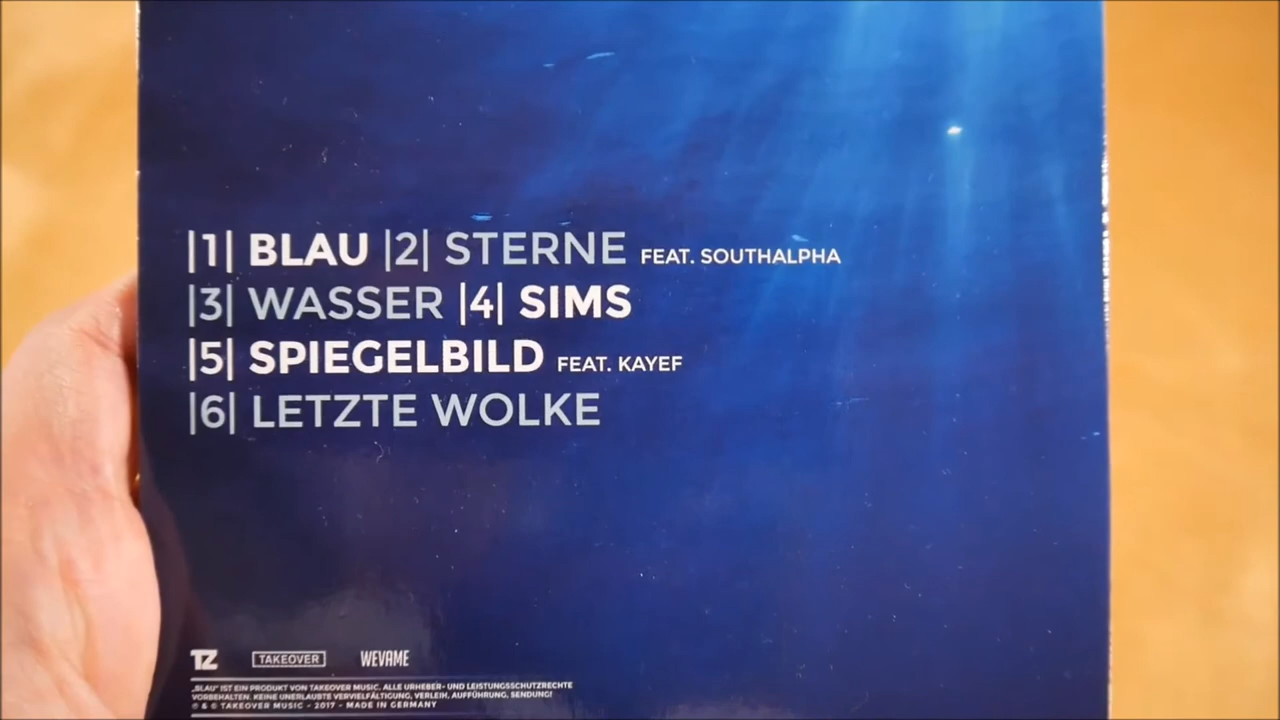 |1| BLAU |2| STERNE FEAT. SOUTHALPHA
|3| WASSER |4| SIMS
|5| SPIEGELBILD FEAT. KAYEF
|6| LETZTE WOLKE
TZ TAKEOVER WEVAME
„BLAU" IST EIN PRODUKT VON TAKEOVER MUSIC. ALLE URHEBER- UND LEISTUNGSSCHUTZRECHTE
VORBEHALTEN. KEINE UNERLAUBTE VERVIELFÄLTIGUNG, VERLEIH, AUFFÜHRUNG, SENDUNG!
℗ & © TAKEOVER MUSIC - 2017 - MADE IN GERMANY